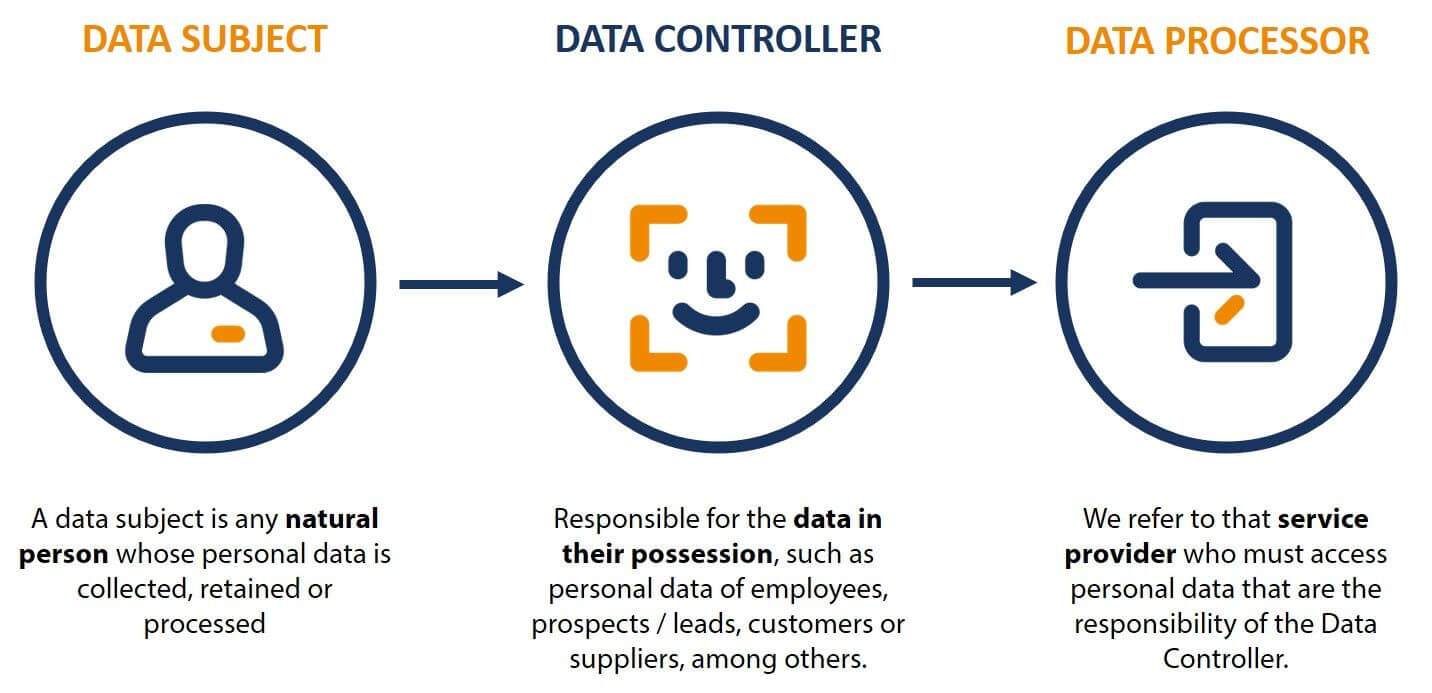 DATA SUBJECT
DATA CONTROLLER
DATA PROCESSOR
A data subject is any natural
person whose personal data is
collected, retained or
processed
Responsible for the data in
their possession, such as
personal data of employees,
prospects / leads, customers or
suppliers, among others.
We refer to that service
provider who must access
personal data that are the
responsibility of the Data
Controller.